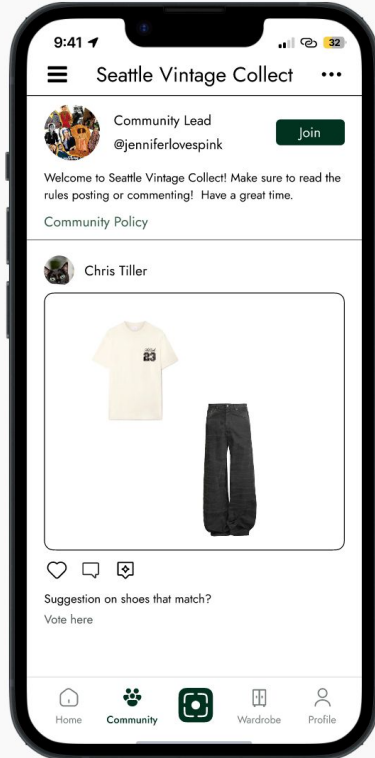 9:41
32
Seattle Vintage Collect
Community Lead
@jenniferlovespink
Join
Welcome to Seattle Vintage Collect! Make sure to read the
rules posting or commenting! Have a great time.
Community Policy
Chris Tiller
23
Suggestion on shoes that match?
Vote here
Home
Community
Wardrobe
Profile